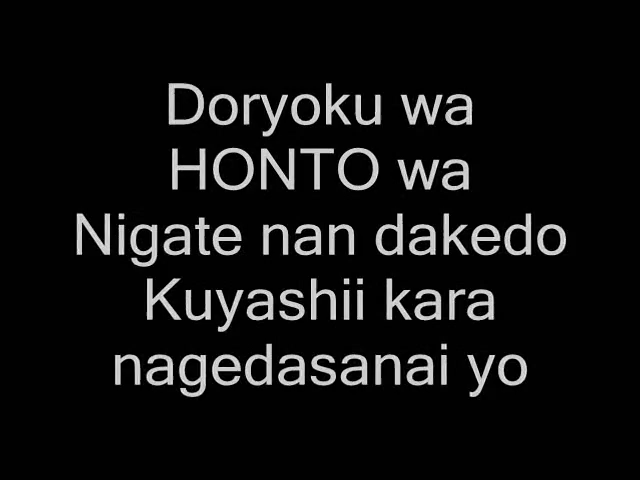 Doryoku wa
HONTO wa
Nigate nan dakedo
Kuyashii kara
nagedasanai yo